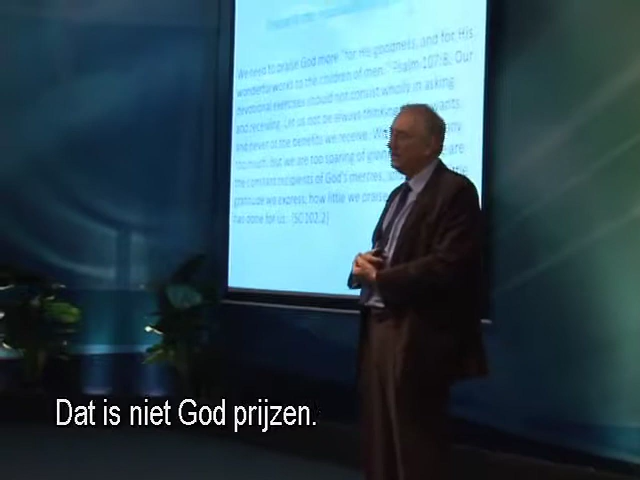 We need to praise God more "for His goodness, and for His
wonderful works to the children of men." Psalm 107:8. Our
devotional exercises should not consist wholly in asking
and receiving. Let us not be always thinking wants
and never of the benefits we receive. We any
too much, but we are too sparing of are
the constant recipients of God's mercies,
gratitude we express, how little we praise
has done for us. (SC 102.2)
Dat is niet God prijzen.